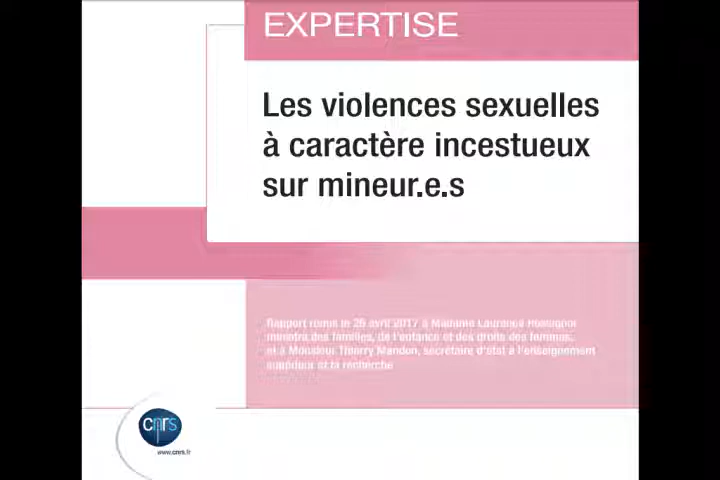 EXPERTISE
Les violences sexuelles
à caractère incestueux
sur mineur.e.s
Rapport remis le 26 avril 2017 à Madame Laurence Rossignol
ministre des familles, de l'enfance et des droits des femmes,
et à Monsieur Thierry Mandon, secrétaire d'état à l'enseignement
supérieur et la recherche
cnrs
www.cnrs.fr